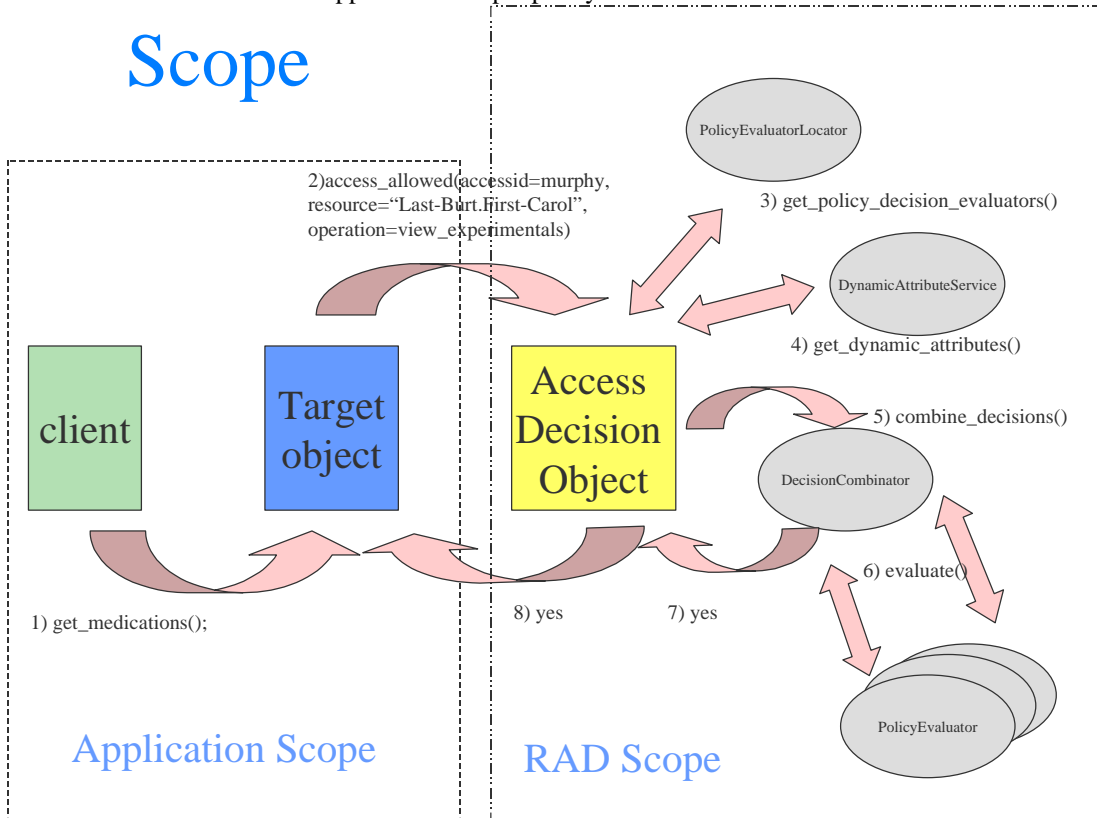 Scope
PolicyEvaluatorLocator
2)access_allowed(accessid=murphy,
resource=“Last-Burt.First-Carol”,
operation=view_experimentals)
3) get_policy_decision_evaluators()
DynamicAttributeService
4) get_dynamic_attributes()
client
Target
object
Access
Decision
Object
5) combine_decisions()
DecisionCombinator
6) evaluate()
1) get_medications();
8) yes
7) yes
PolicyEvaluator
Application Scope
RAD Scope